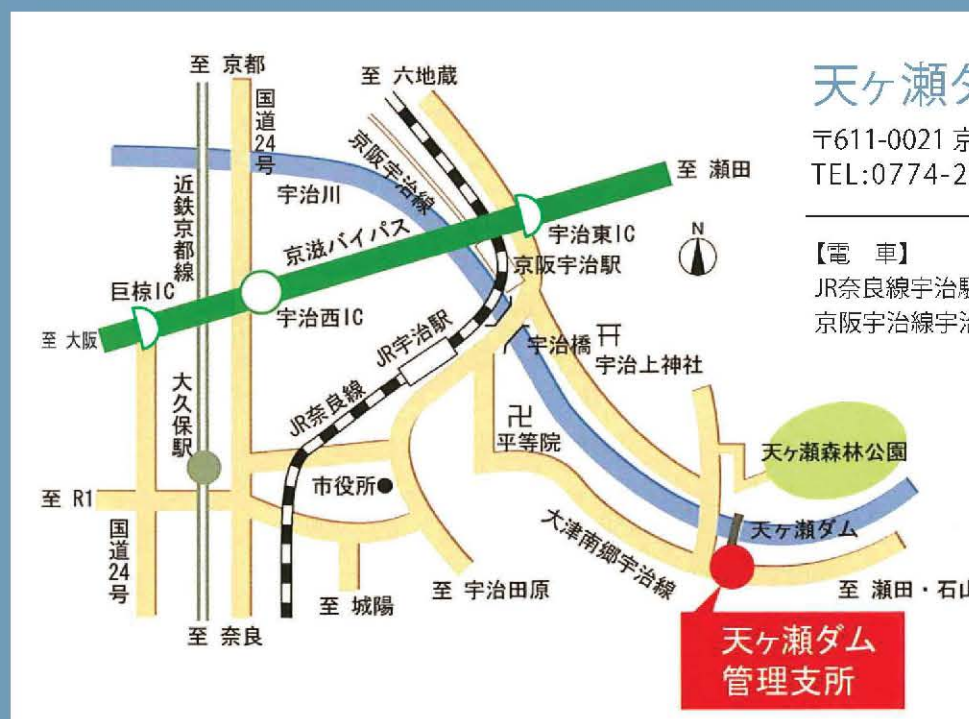 至 京都
国道24号
至 六地蔵
天ヶ瀬
〒611-0021
TEL:0774-2
京阪宇治線
至 瀬田
近鉄京都線
宇治川
京滋バイパス
宇治東IC
N
京阪宇治駅
【電 車】
JR奈良線宇治駅
京阪宇治線宇治
巨椋IC
宇治西IC
至 大阪
JR宇治駅
宇治橋
宇治上神社
大久保駅
JR奈良線
卍
平等院
天ヶ瀬森林公園
市役所
至 R1
国道24号
大津南郷宇治線
天ヶ瀬ダム
至 宇治田原
至 城陽
至 瀬田・石山
至 奈良
天ヶ瀬ダム
管理支所